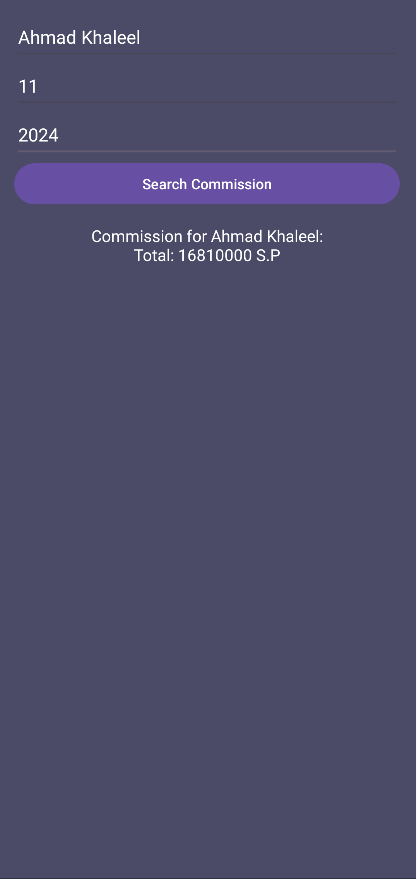 Ahmad Khaleel
11
2024
Search Commission
Commission for Ahmad Khaleel:
Total: 16810000 S.P